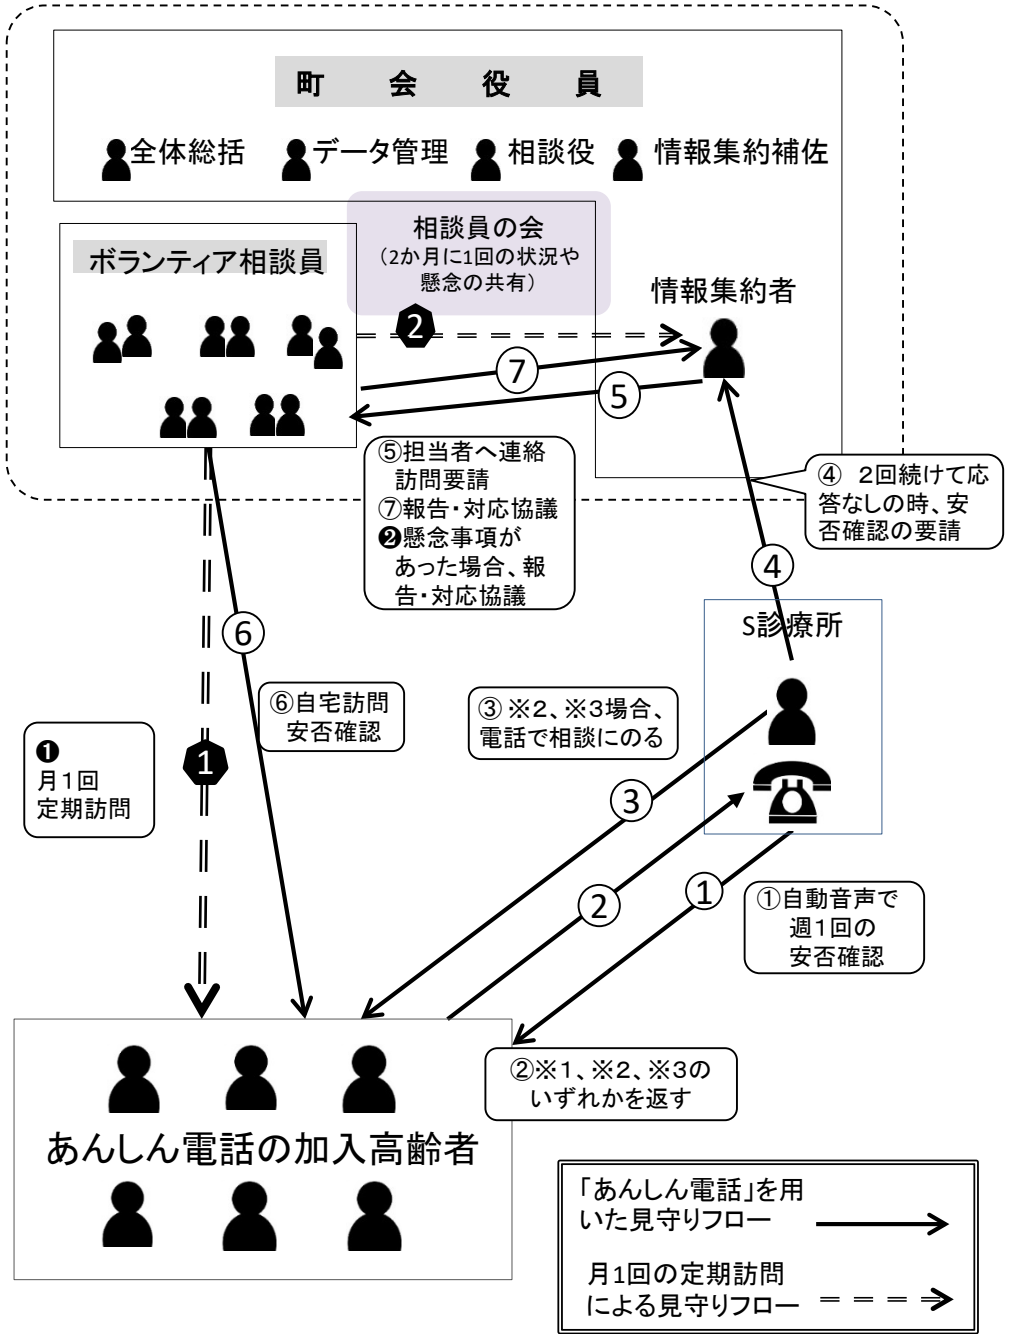 町会役員
全体総括
データ管理
相談役
情報集約補佐
相談員の会
（2か月に1回の状況や
懸念の共有）
ボランティア相談員
情報集約者
❷
⑦
⑤
⑤担当者へ連絡
訪問要請
⑦報告・対応協議
❷懸念事項が
あった場合、報
告・対応協議
④　２回続けて応
答なしの時、安
否確認の要請
④
⑥
S診療所
⑥自宅訪問
安否確認
③※２、※３場合、
電話で相談にのる
❶
月１回
定期訪問
❶
③
②
①
①自動音声で
週１回の
安否確認
②※１、※２、※３の
いずれかを返す
あんしん電話の加入高齢者
「あんしん電話」を用
いた見守りフロー
月1回の定期訪問
による見守りフロー